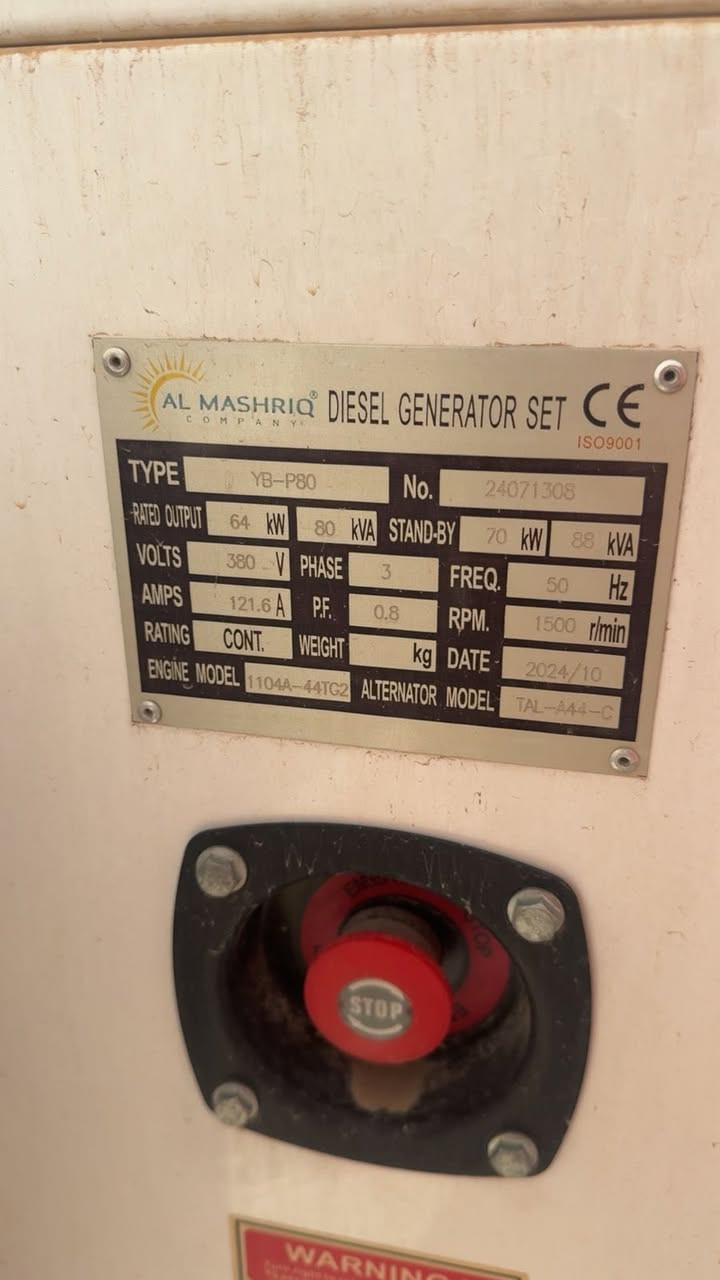 AL MASHRIQ® DIESEL GENERATOR SET CE
COMPANY
ISO9001
TYPE YB-P80 No. 24071308
RATED OUTPUT 64 kW 80 kVA STAND-BY 70 kW 88 kVA
VOLTS 380 V PHASE 3 FREQ. 50 Hz
AMPS 121.6 A P.F. 0.8 RPM. 1500 r/min
RATING CONT. WEIGHT kg DATE 2024/10
ENGINE MODEL 1104A-44TG2 ALTERNATOR MODEL TAL-A44-C
STOP
STOP
WARNING